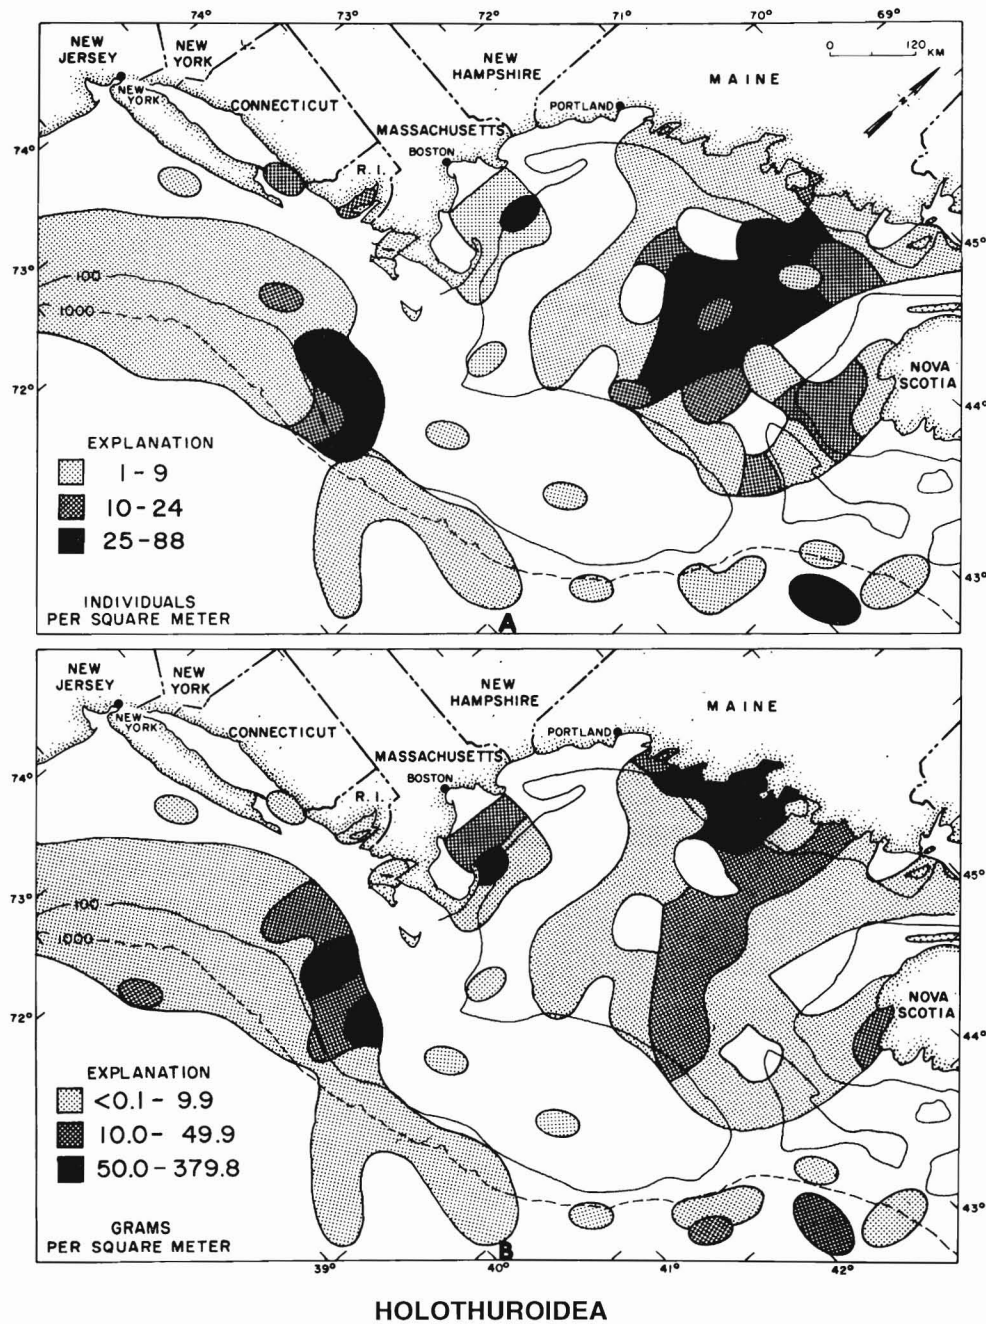 74° 73° 72° 71° 70° 69°
NEW
JERSEY
NEW
YORK
NEW
YORK
CONNECTICUT
R.I.
MASSACHUSETTS
BOSTON
NEW
HAMPSHIRE
PORTLAND
MAINE
0 120 KM
NOVA
SCOTIA
74°
73°
72°
100
1000
45°
44°
43°
EXPLANATION
1-9
10-24
25-88
INDIVIDUALS
PER SQUARE METER
A
NEW
JERSEY
NEW
YORK
NEW
YORK
CONNECTICUT
R.I.
MASSACHUSETTS
BOSTON
NEW
HAMPSHIRE
PORTLAND
MAINE
NOVA
SCOTIA
74°
73°
72°
100
1000
45°
44°
43°
EXPLANATION
<0.1-9.9
10.0-49.9
50.0-379.8
GRAMS
PER SQUARE METER
B
39° 40° 41° 42°
HOLOTHUROIDEA